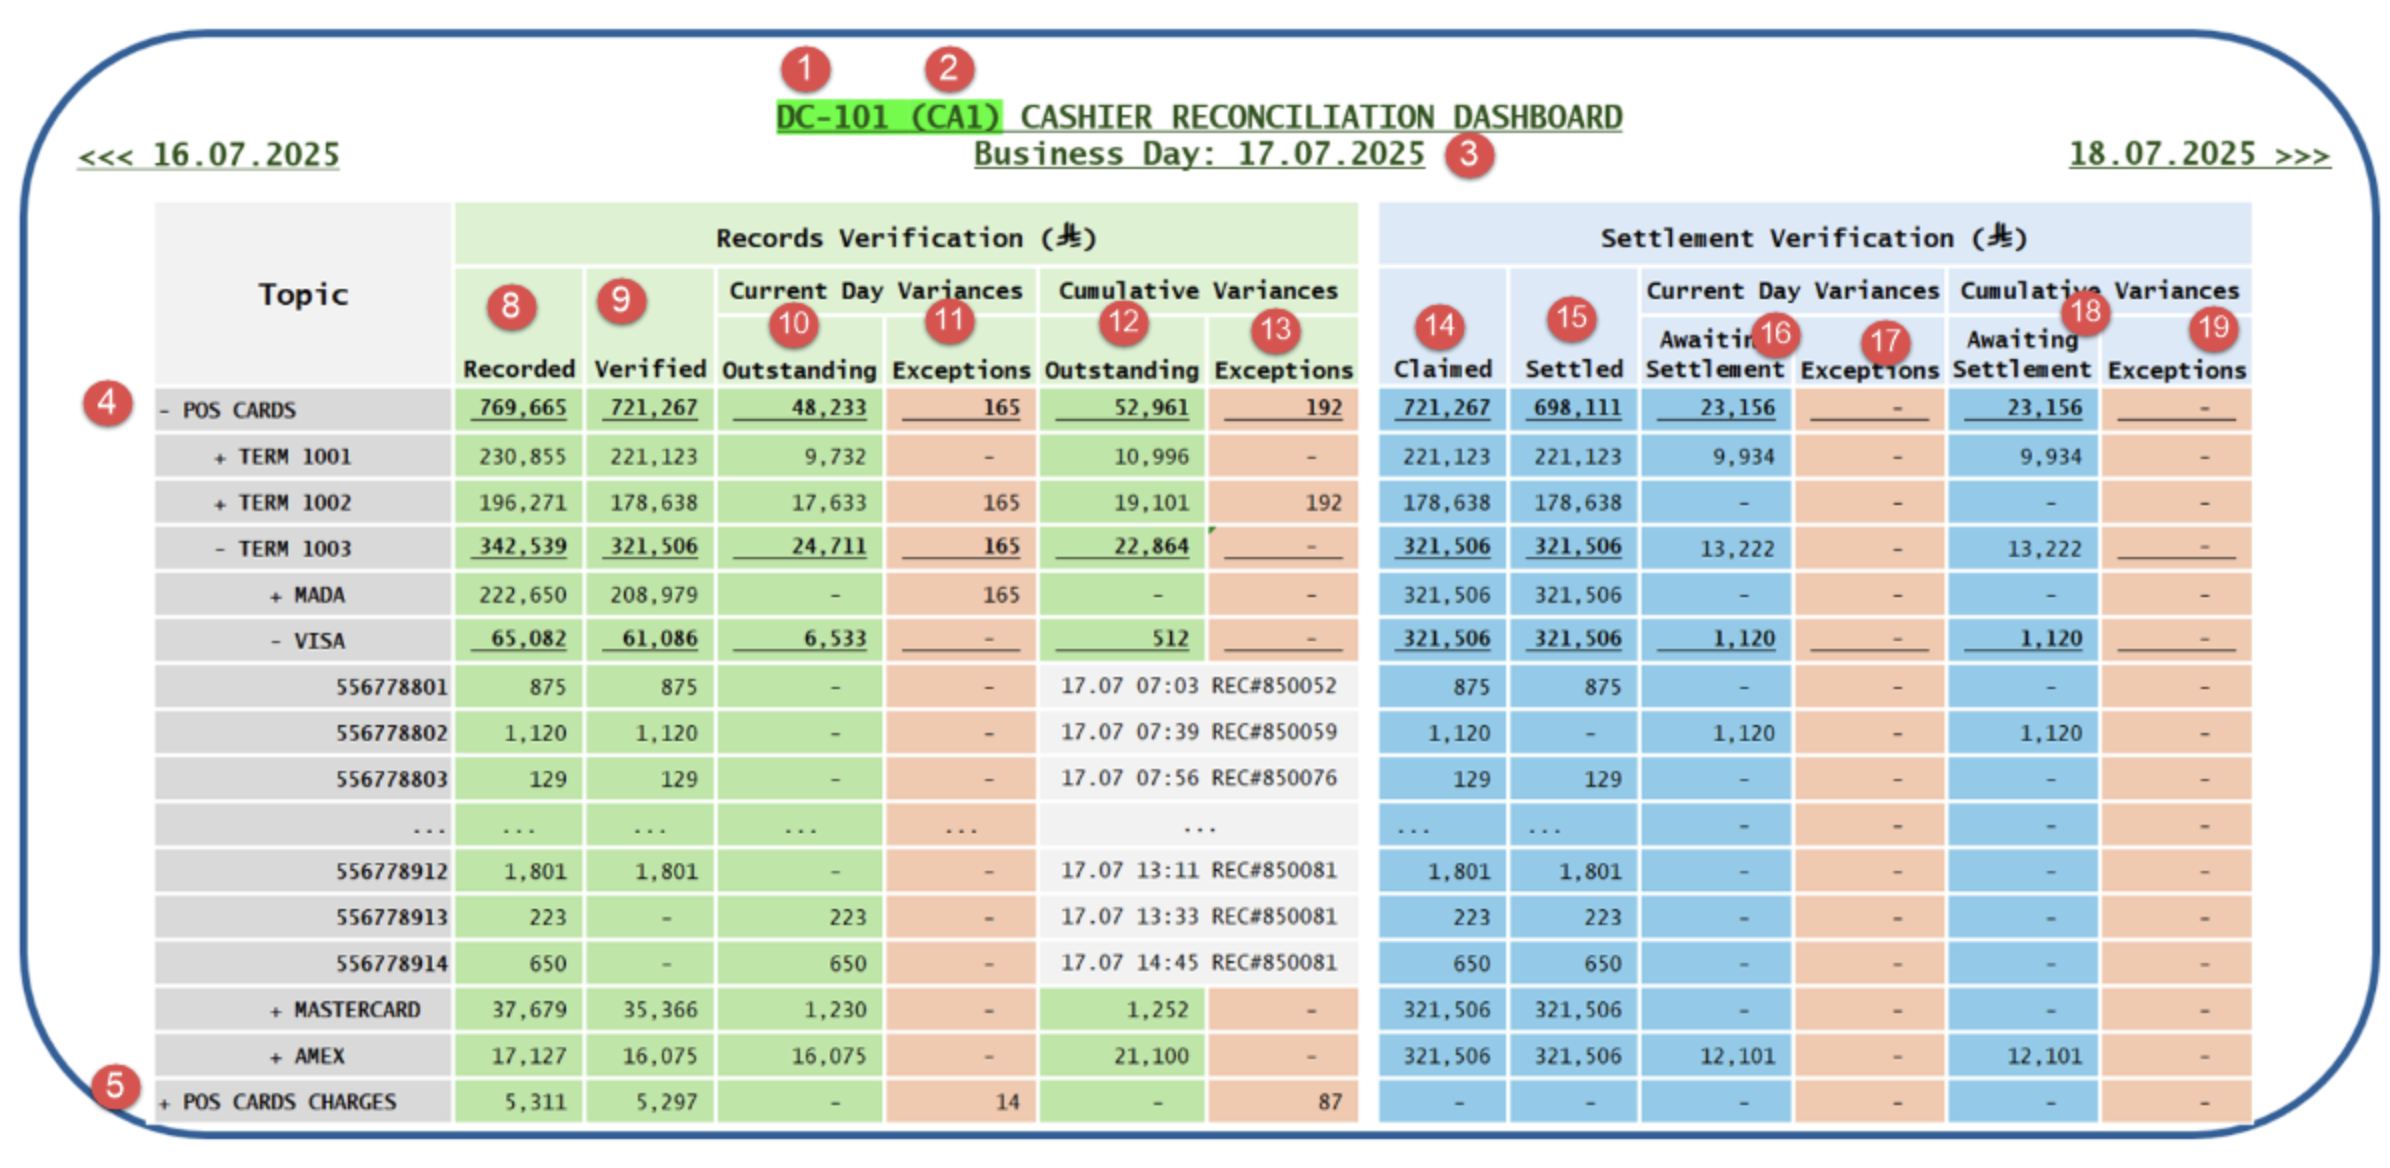 1 2
DC-101 (CA1) CASHIER RECONCILIATION DASHBOARD
<<< 16.07.2025 Business Day: 17.07.2025 3 18.07.2025 >>>
Topic Records Verification (⃁) Settlement Verification (⃁)
8 9 Current Day Variances Cumulative Variances 14 15 Current Day Variances Cumulative Variances
10 11 12 13 16 17 18 19
Recorded Verified Outstanding Exceptions Outstanding Exceptions Claimed Settled Awaiting Settlement Exceptions Awaiting Settlement Exceptions
4 - POS CARDS 769,665 721,267 48,233 165 52,961 192 721,267 698,111 23,156 - 23,156 -
+ TERM 1001 230,855 221,123 9,732 - 10,996 - 221,123 221,123 9,934 - 9,934 -
+ TERM 1002 196,271 178,638 17,633 165 19,101 192 178,638 178,638 - - - -
- TERM 1003 342,539 321,506 24,711 165 22,864 - 321,506 321,506 13,222 - 13,222 -
+ MADA 222,650 208,979 - 165 - - 321,506 321,506 - - - -
- VISA 65,082 61,086 6,533 - 512 - 321,506 321,506 1,120 - 1,120 -
556778801 875 875 - - 17.07 07:03 REC#850052 875 875 - - - -
556778802 1,120 1,120 - - 17.07 07:39 REC#850059 1,120 - 1,120 - 1,120 -
556778803 129 129 - - 17.07 07:56 REC#850076 129 129 - - - -
... ... ... ... ... ... ... ... - - - -
556778912 1,801 1,801 - - 17.07 13:11 REC#850081 1,801 1,801 - - - -
556778913 223 - 223 - 17.07 13:33 REC#850081 223 223 - - - -
556778914 650 - 650 - 17.07 14:45 REC#850081 650 650 - - - -
+ MASTERCARD 37,679 35,366 1,230 - 1,252 - 321,506 321,506 - - - -
+ AMEX 17,127 16,075 16,075 - 21,100 - 321,506 321,506 12,101 - 12,101 -
5 + POS CARDS CHARGES 5,311 5,297 - 14 - 87 - - - - - -